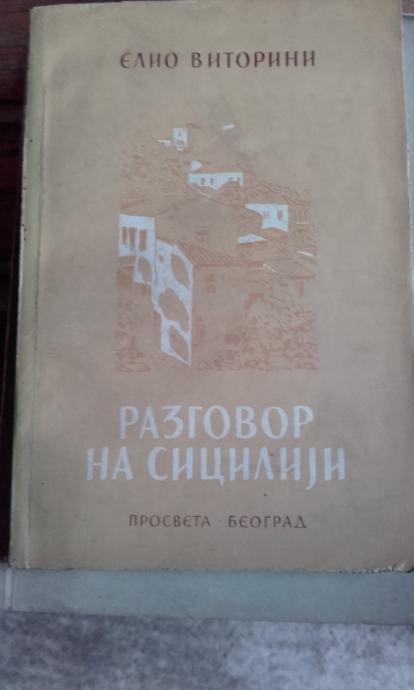 ЕЛИО ВИТОРИНИ
РАЗГОВОР
НА СИЦИЛИЈИ
ПРОСВЕТА · БЕОГРАД